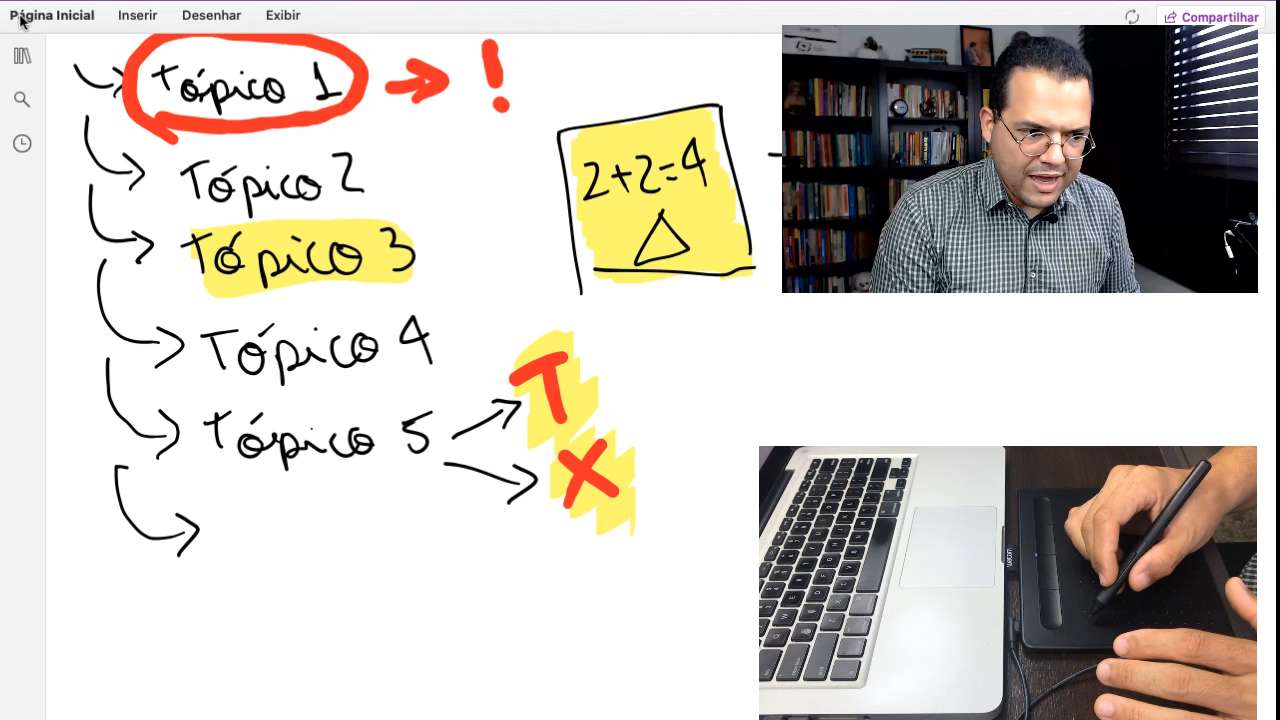 Página Inicial Inserir Desenhar Exibir Compartilhar
Tópico 1 → !
Tópico 2
Tópico 3
Tópico 4
Tópico 5
T
X
2+2=4
wacom